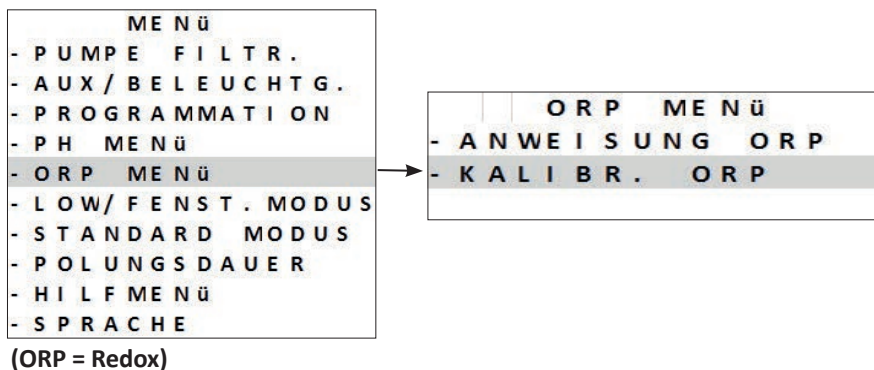 MENü
- PUMPE FILTR.
- AUX/BELEUCHTG.
- PROGRAMMATION
- PH MENü
- ORP MENü
- LOW/FENST.MODUS
- STANDARD MODUS
- POLUNGSDAUER
- HILFMENü
- SPRACHE
(ORP = Redox)
ORP MENü
- ANWEISUNG ORP
- KALIBR. ORP